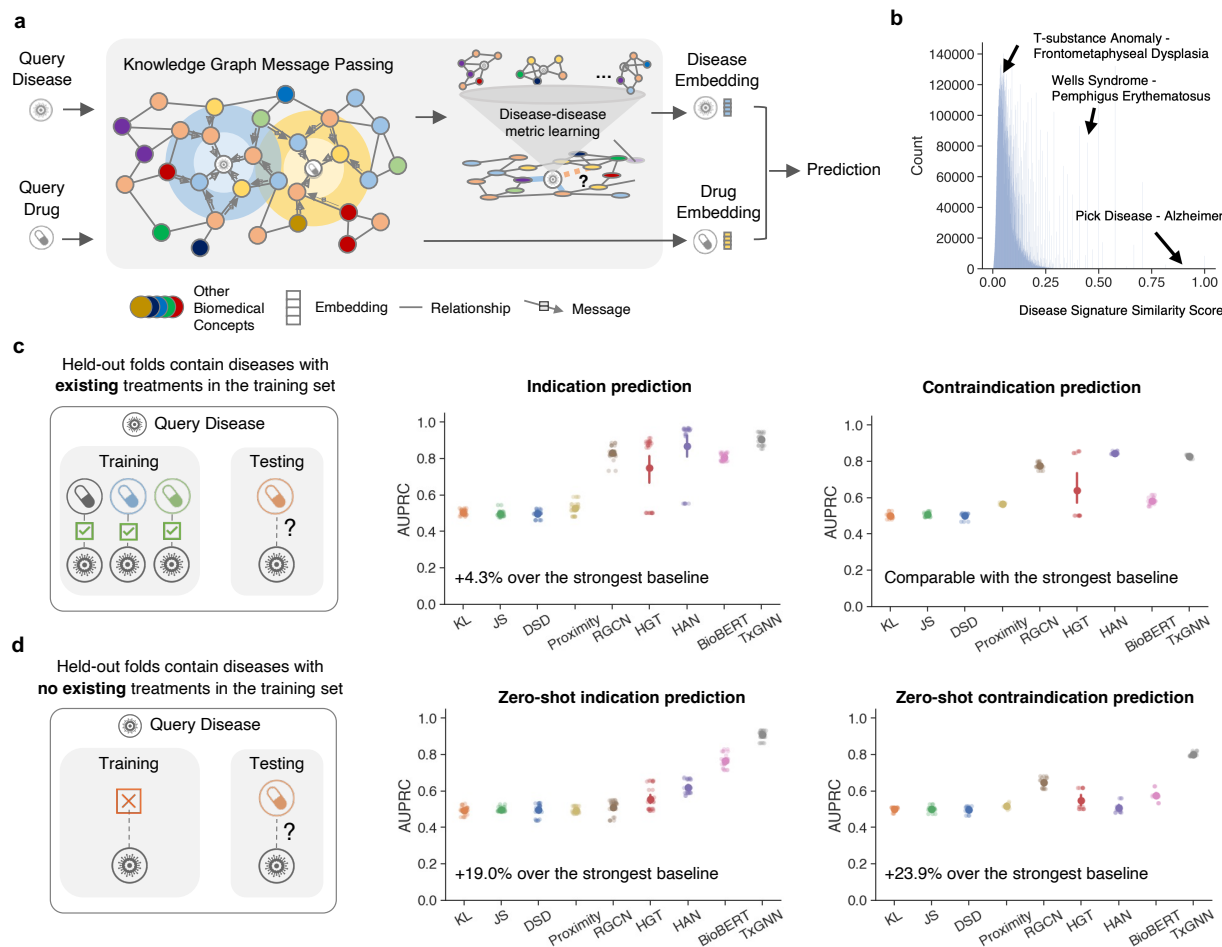 a
Query
Disease
Query
Drug
Knowledge Graph Message Passing
...
Disease-disease
metric learning
?
Disease
Embedding
Drug
Embedding
Prediction
Other
Biomedical
Concepts
Embedding
Relationship
Message
b
T-substance Anomaly -
Frontometaphyseal Dysplasia
Wells Syndrome -
Pemphigus Erythematosus
Pick Disease - Alzheimer
Count
140000
120000
100000
80000
60000
40000
20000
0
0.00 0.25 0.50 0.75 1.00
Disease Signature Similarity Score
c
Held-out folds contain diseases with
existing treatments in the training set
Query Disease
Training
Testing
?
Indication prediction
AUPRC
1.0
0.8
0.6
0.4
0.2
0.0
+4.3% over the strongest baseline
KL JS DSD Proximity RGCN HGT HAN BioBERT TxGNN
Contraindication prediction
AUPRC
1.0
0.8
0.6
0.4
0.2
0.0
Comparable with the strongest baseline
KL JS DSD Proximity RGCN HGT HAN BioBERT TxGNN
d
Held-out folds contain diseases with
no existing treatments in the training set
Query Disease
Training
Testing
?
Zero-shot indication prediction
AUPRC
1.0
0.8
0.6
0.4
0.2
0.0
+19.0% over the strongest baseline
KL JS DSD Proximity RGCN HGT HAN BioBERT TxGNN
Zero-shot contraindication prediction
AUPRC
1.0
0.8
0.6
0.4
0.2
0.0
+23.9% over the strongest baseline
KL JS DSD Proximity RGCN HGT HAN BioBERT TxGNN